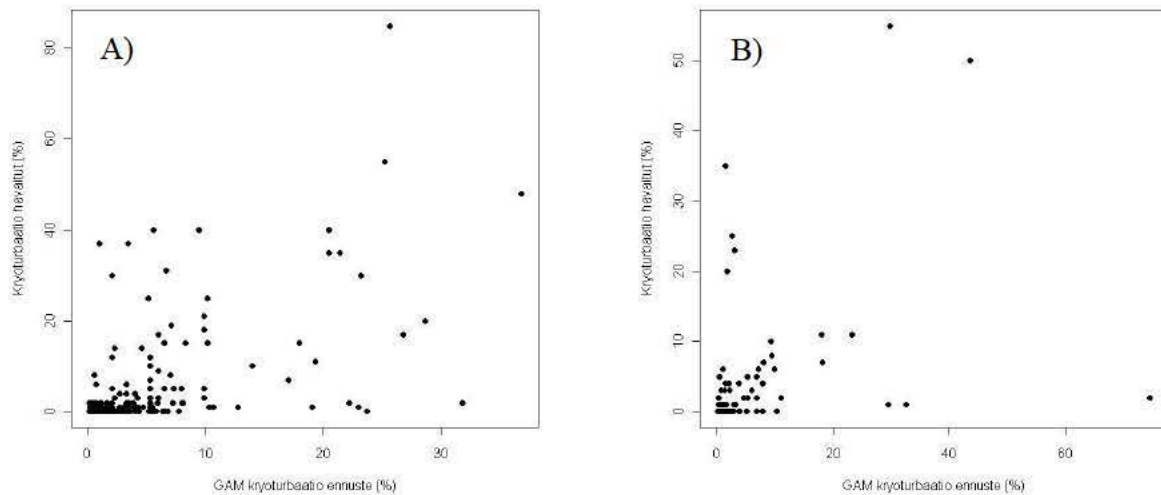 A)
80
60
40
20
0
Kryoturbaatio havaitut (%)
0 10 20 30
GAM kryoturbaatio ennuste (%)
B)
50
40
30
20
10
0
Kryoturbaatio havaitut (%)
0 20 40 60
GAM kryoturbaatio ennuste (%)